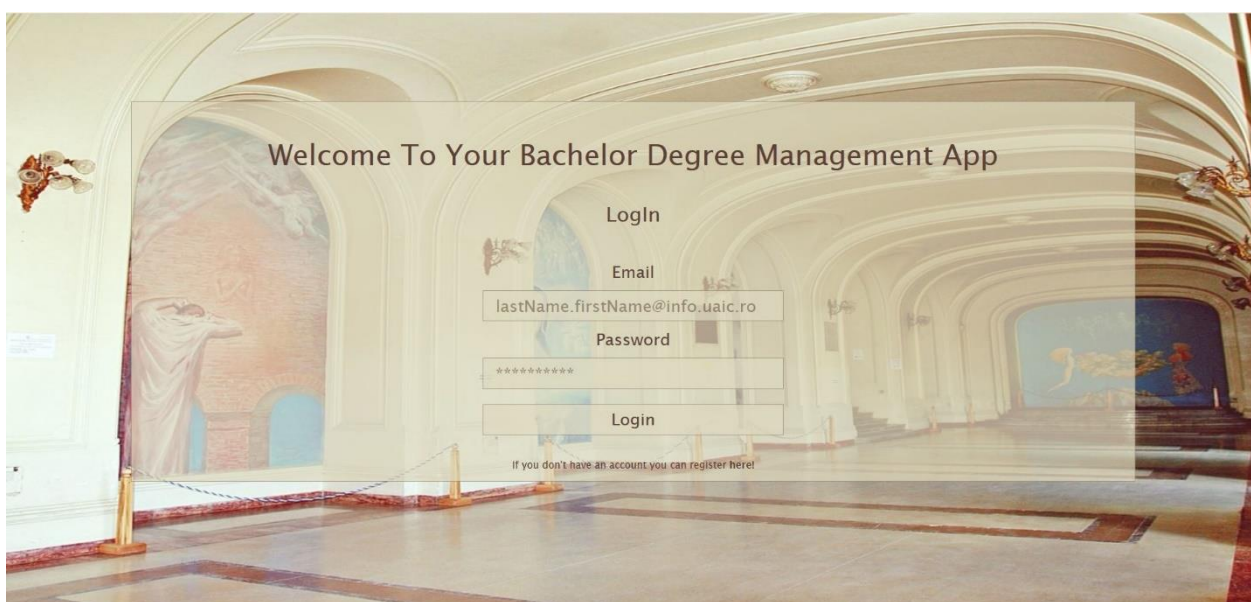 Welcome To Your Bachelor Degree Management App
LogIn
Email
lastName.firstName@info.uaic.ro
Password
**********
Login
If you don't have an account you can register here!